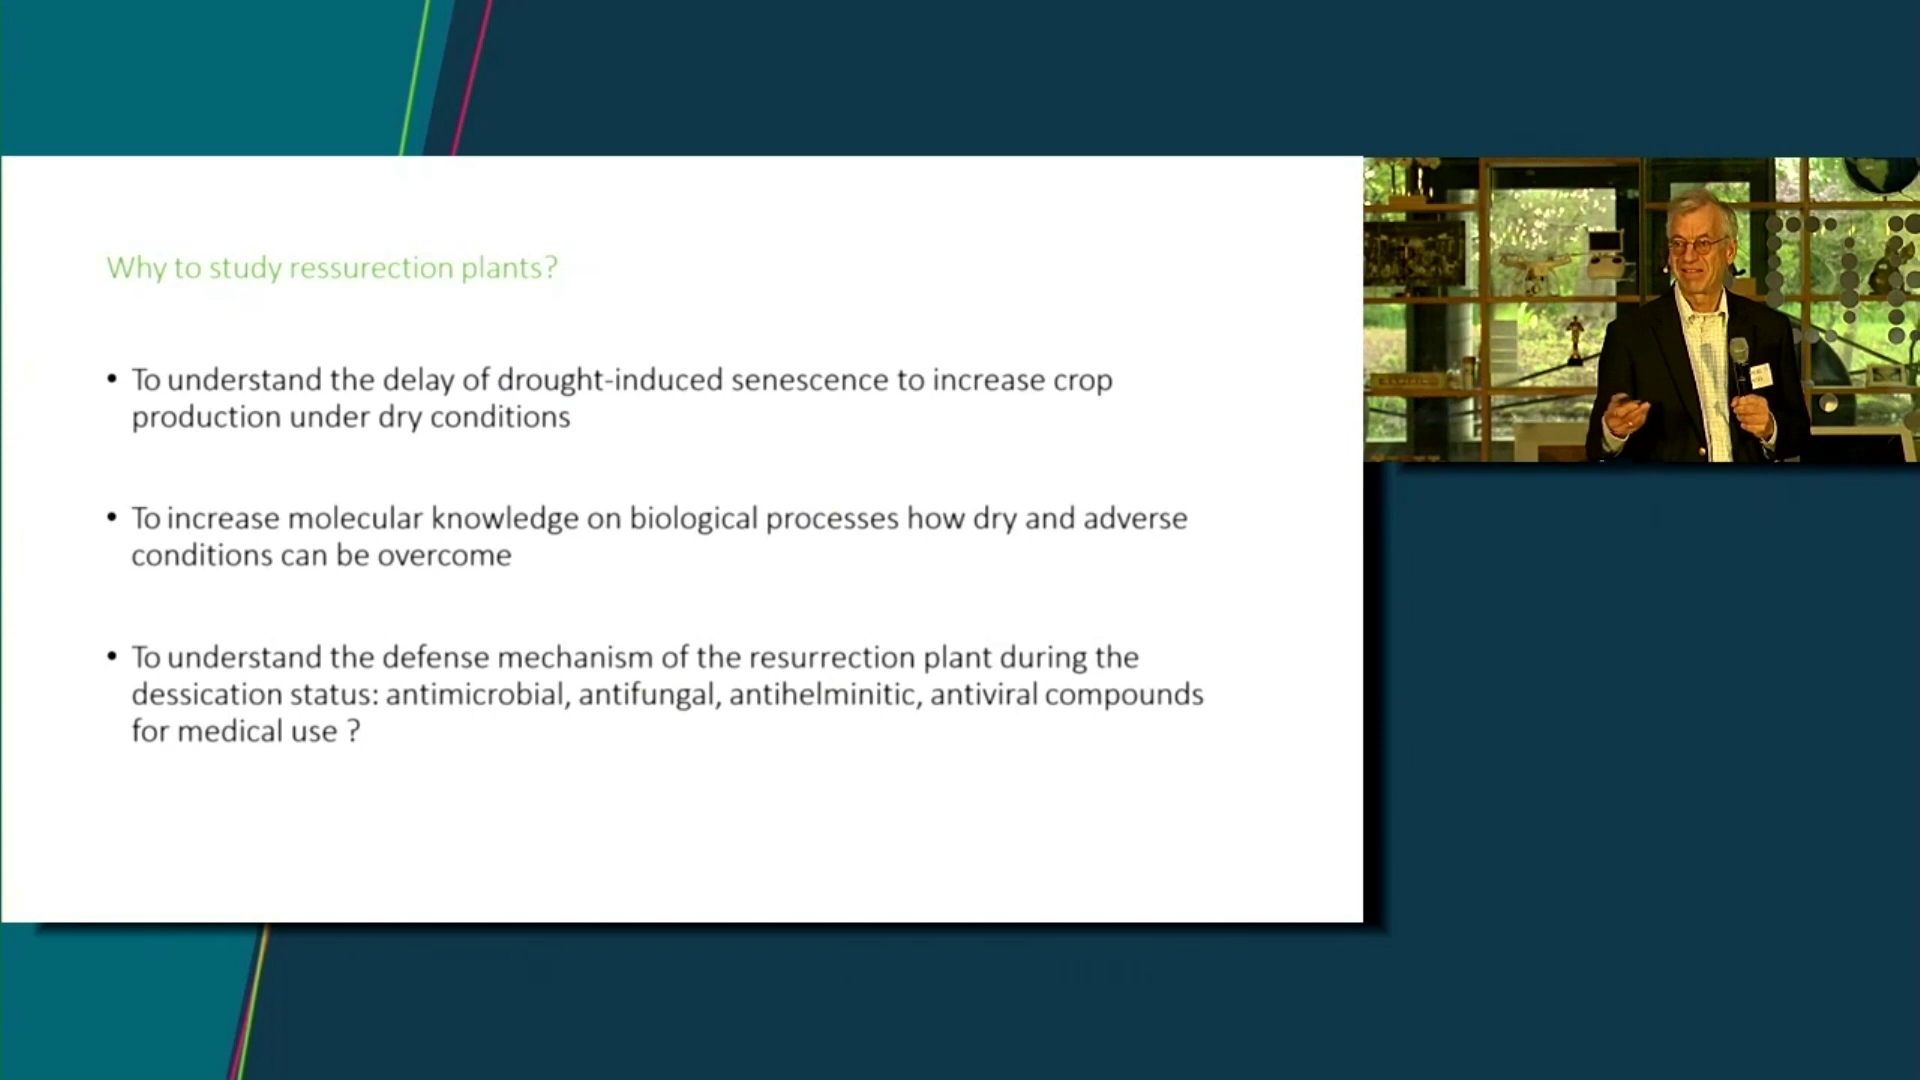 Why to study ressurection plants?
• To understand the delay of drought-induced senescence to increase crop
production under dry conditions
• To increase molecular knowledge on biological processes how dry and adverse
conditions can be overcome
• To understand the defense mechanism of the resurrection plant during the
dessication status: antimicrobial, antifungal, antihelminitic, antiviral compounds
for medical use ?